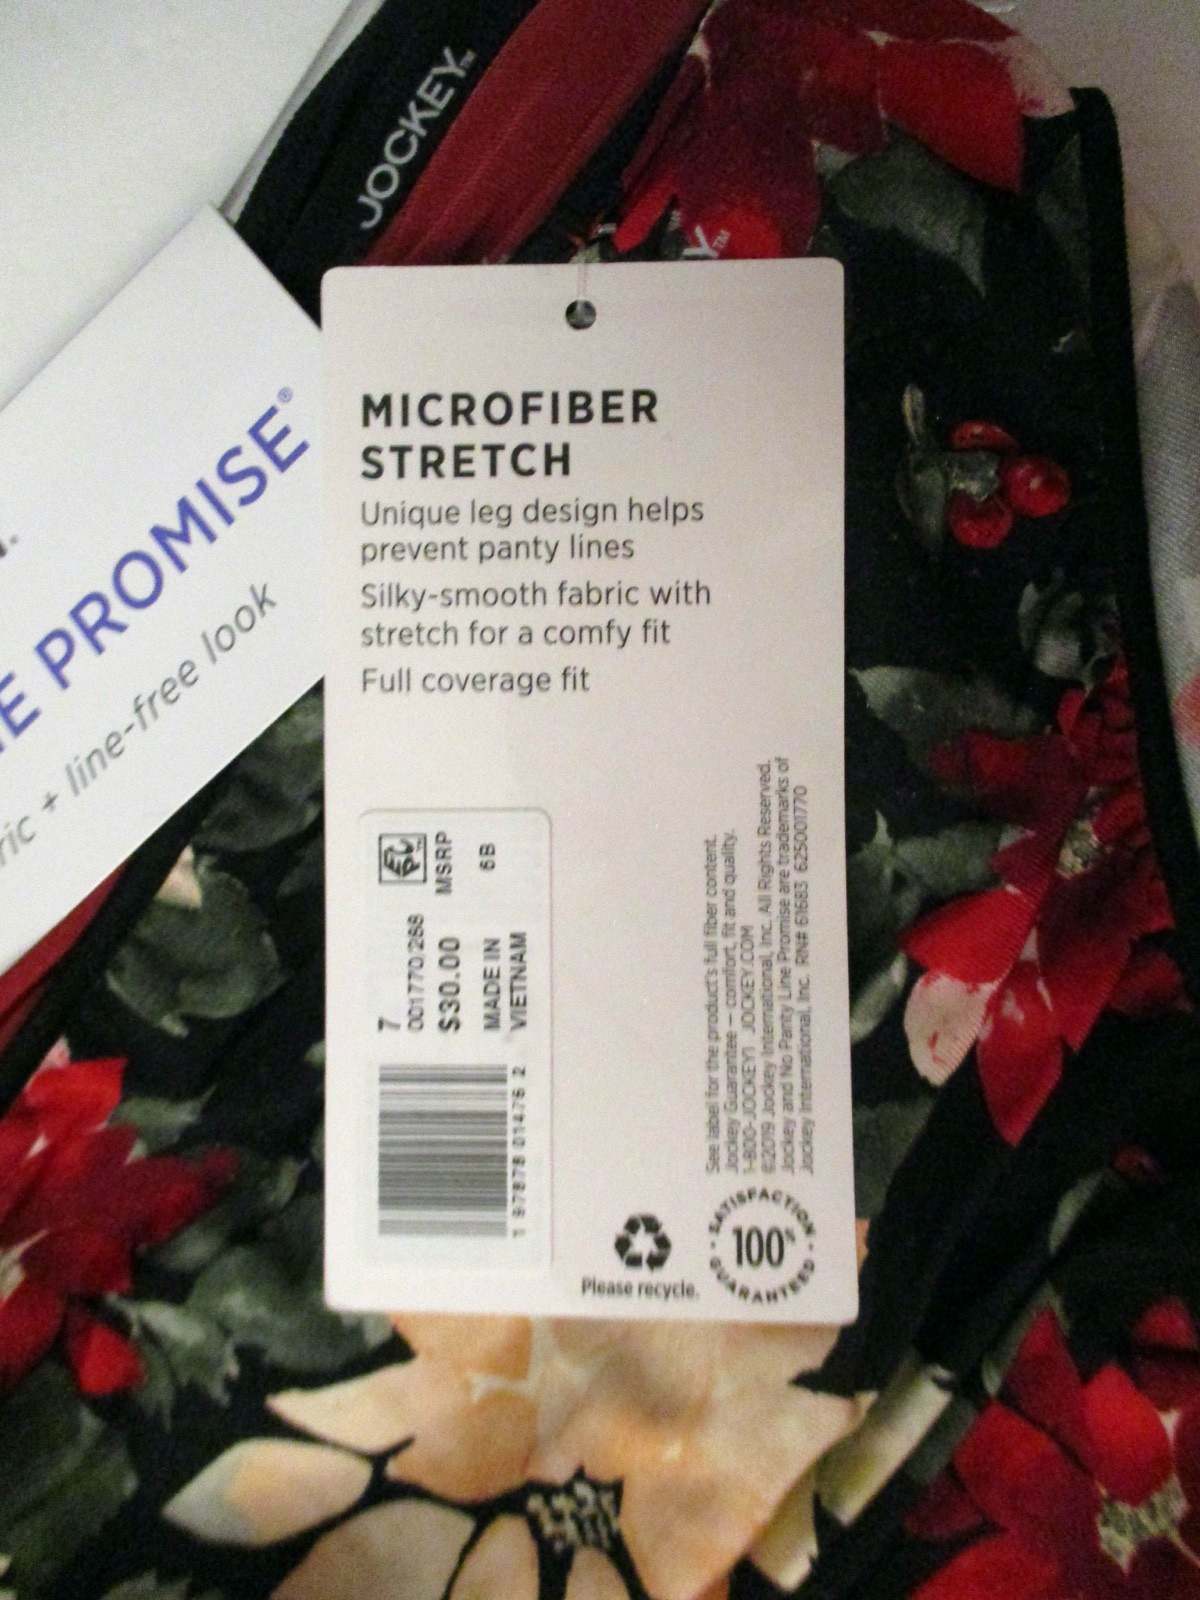 JOCKEY™
Y™
E PROMISE®
ric + line-free look
MICROFIBER
STRETCH
Unique leg design helps
prevent panty lines
Silky-smooth fabric with
stretch for a comfy fit
Full coverage fit
7
001770/268
MSRP
$30.00
6B
MADE IN
VIETNAM
1 97878 01476 2
See label for the product's full fiber content.
Jockey Guarantee – comfort, fit and quality.
1-800-JOCKEY1 JOCKEY.COM
©2019 Jockey International, Inc. All Rights Reserved.
Jockey and No Panty Line Promise are trademarks of
Jockey International, Inc. RN# 61683 625001770
Please recycle.
SATISFACTION
100%
GUARANTEED